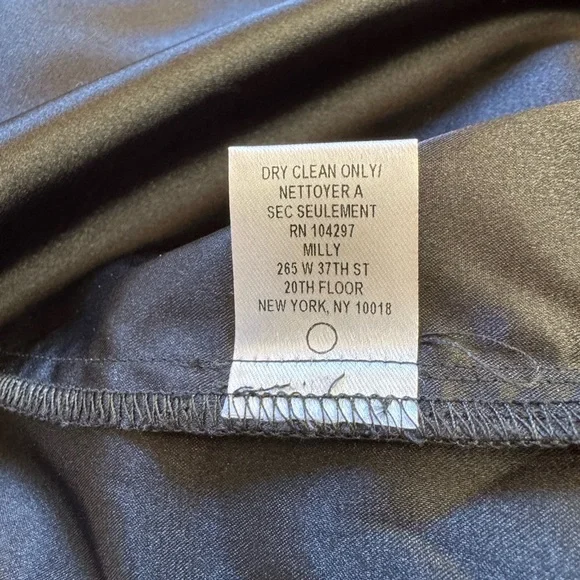 DRY CLEAN ONLY/
NETTOYER A
SEC SEULEMENT
RN 104297
MILLY
265 W 37TH ST
20TH FLOOR
NEW YORK, NY 10018